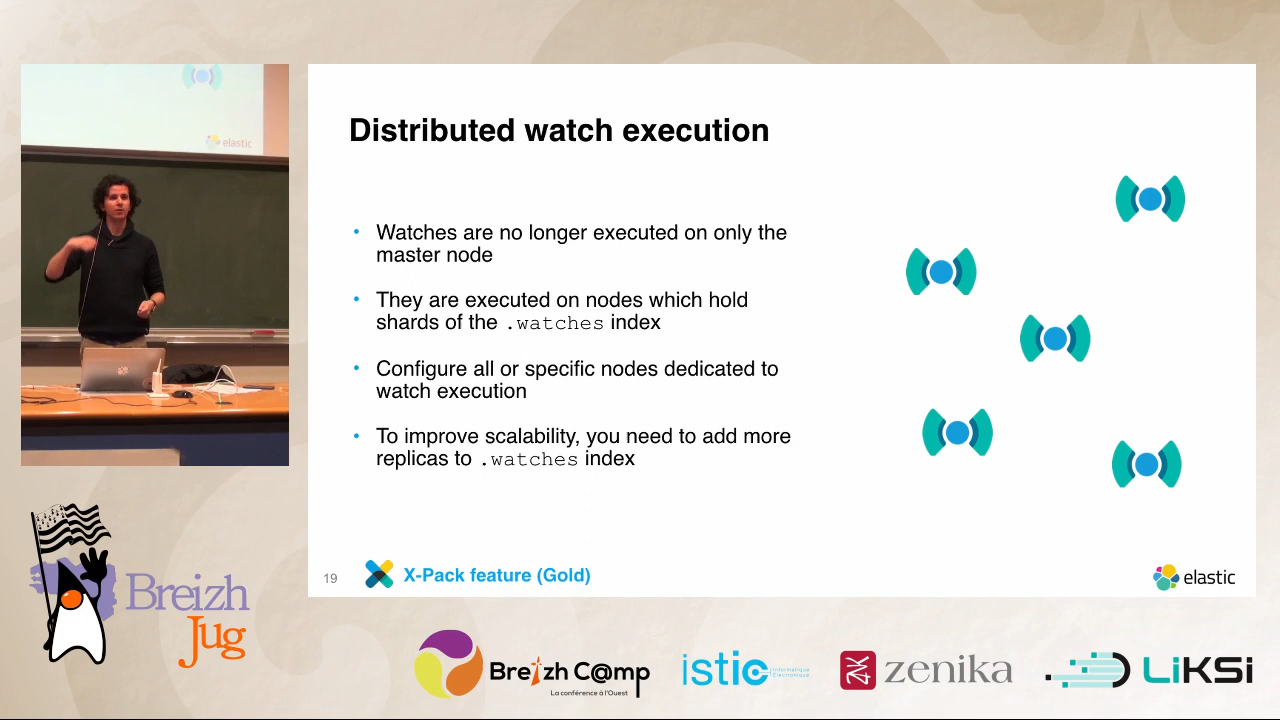 elastic
Distributed watch execution
• Watches are no longer executed on only the
master node
• They are executed on nodes which hold
shards of the .watches index
• Configure all or specific nodes dedicated to
watch execution
• To improve scalability, you need to add more
replicas to .watches index
19
X-Pack feature (Gold)
elastic
Breizh
Jug
Breizh C@mp
La conférence à l'Ouest
istic
Informatique
Électronique
ZK
zenika
LiKSi